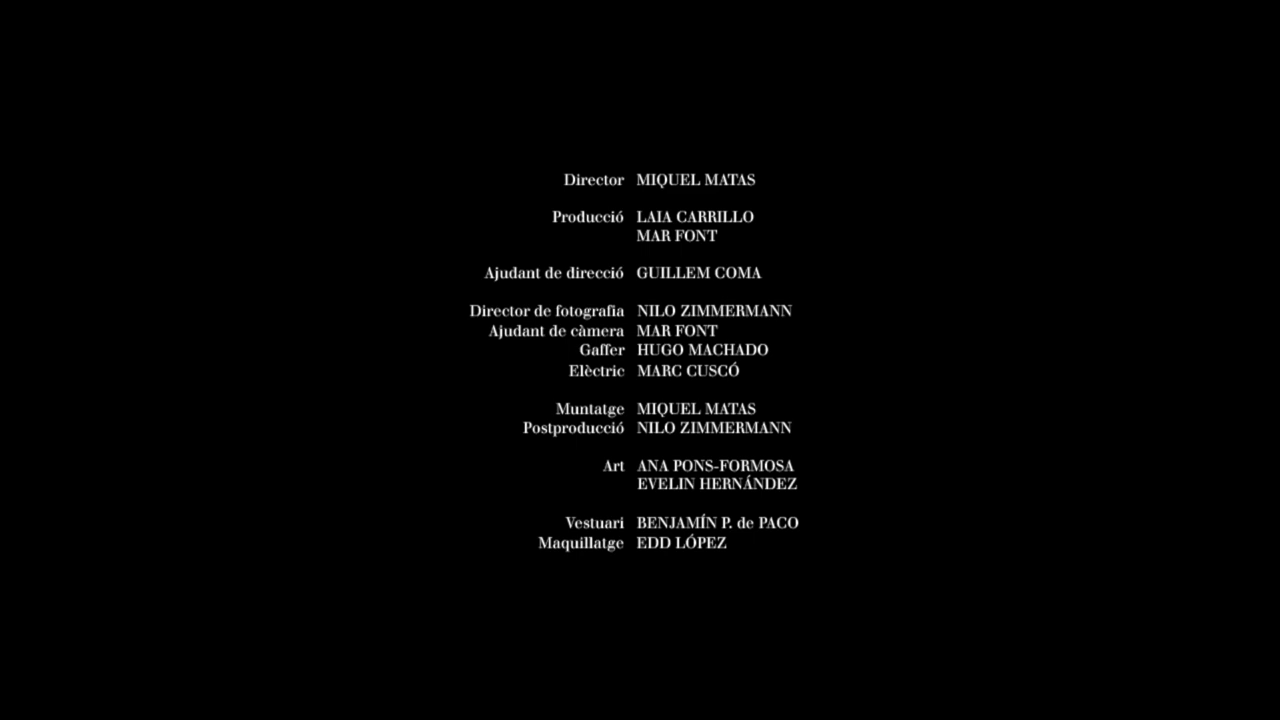 Director MIQUEL MATAS
Producció LAIA CARRILLO
MAR FONT
Ajudant de direcció GUILLEM COMA
Director de fotografia NILO ZIMMERMANN
Ajudant de càmera MAR FONT
Gaffer HUGO MACHADO
Elèctric MARC CUSCÓ
Muntatge MIQUEL MATAS
Postproducció NILO ZIMMERMANN
Art ANA PONS-FORMOSA
EVELIN HERNÁNDEZ
Vestuari BENJAMÍN P. de PACO
Maquillatge EDD LÓPEZ